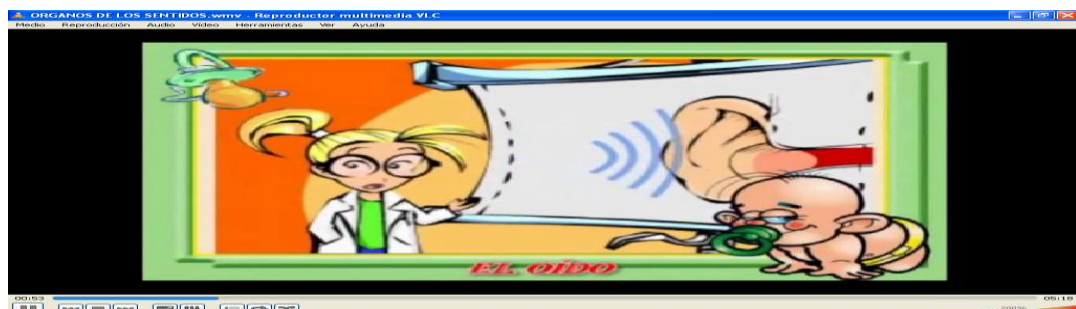 ORGANOS DE LOS SENTIDOS.wmv - Reproductor multimedia VLC
Medio Reproducción Audio Vídeo Herramientas Ver Ayuda
EL OÍDO
00:53 05:18